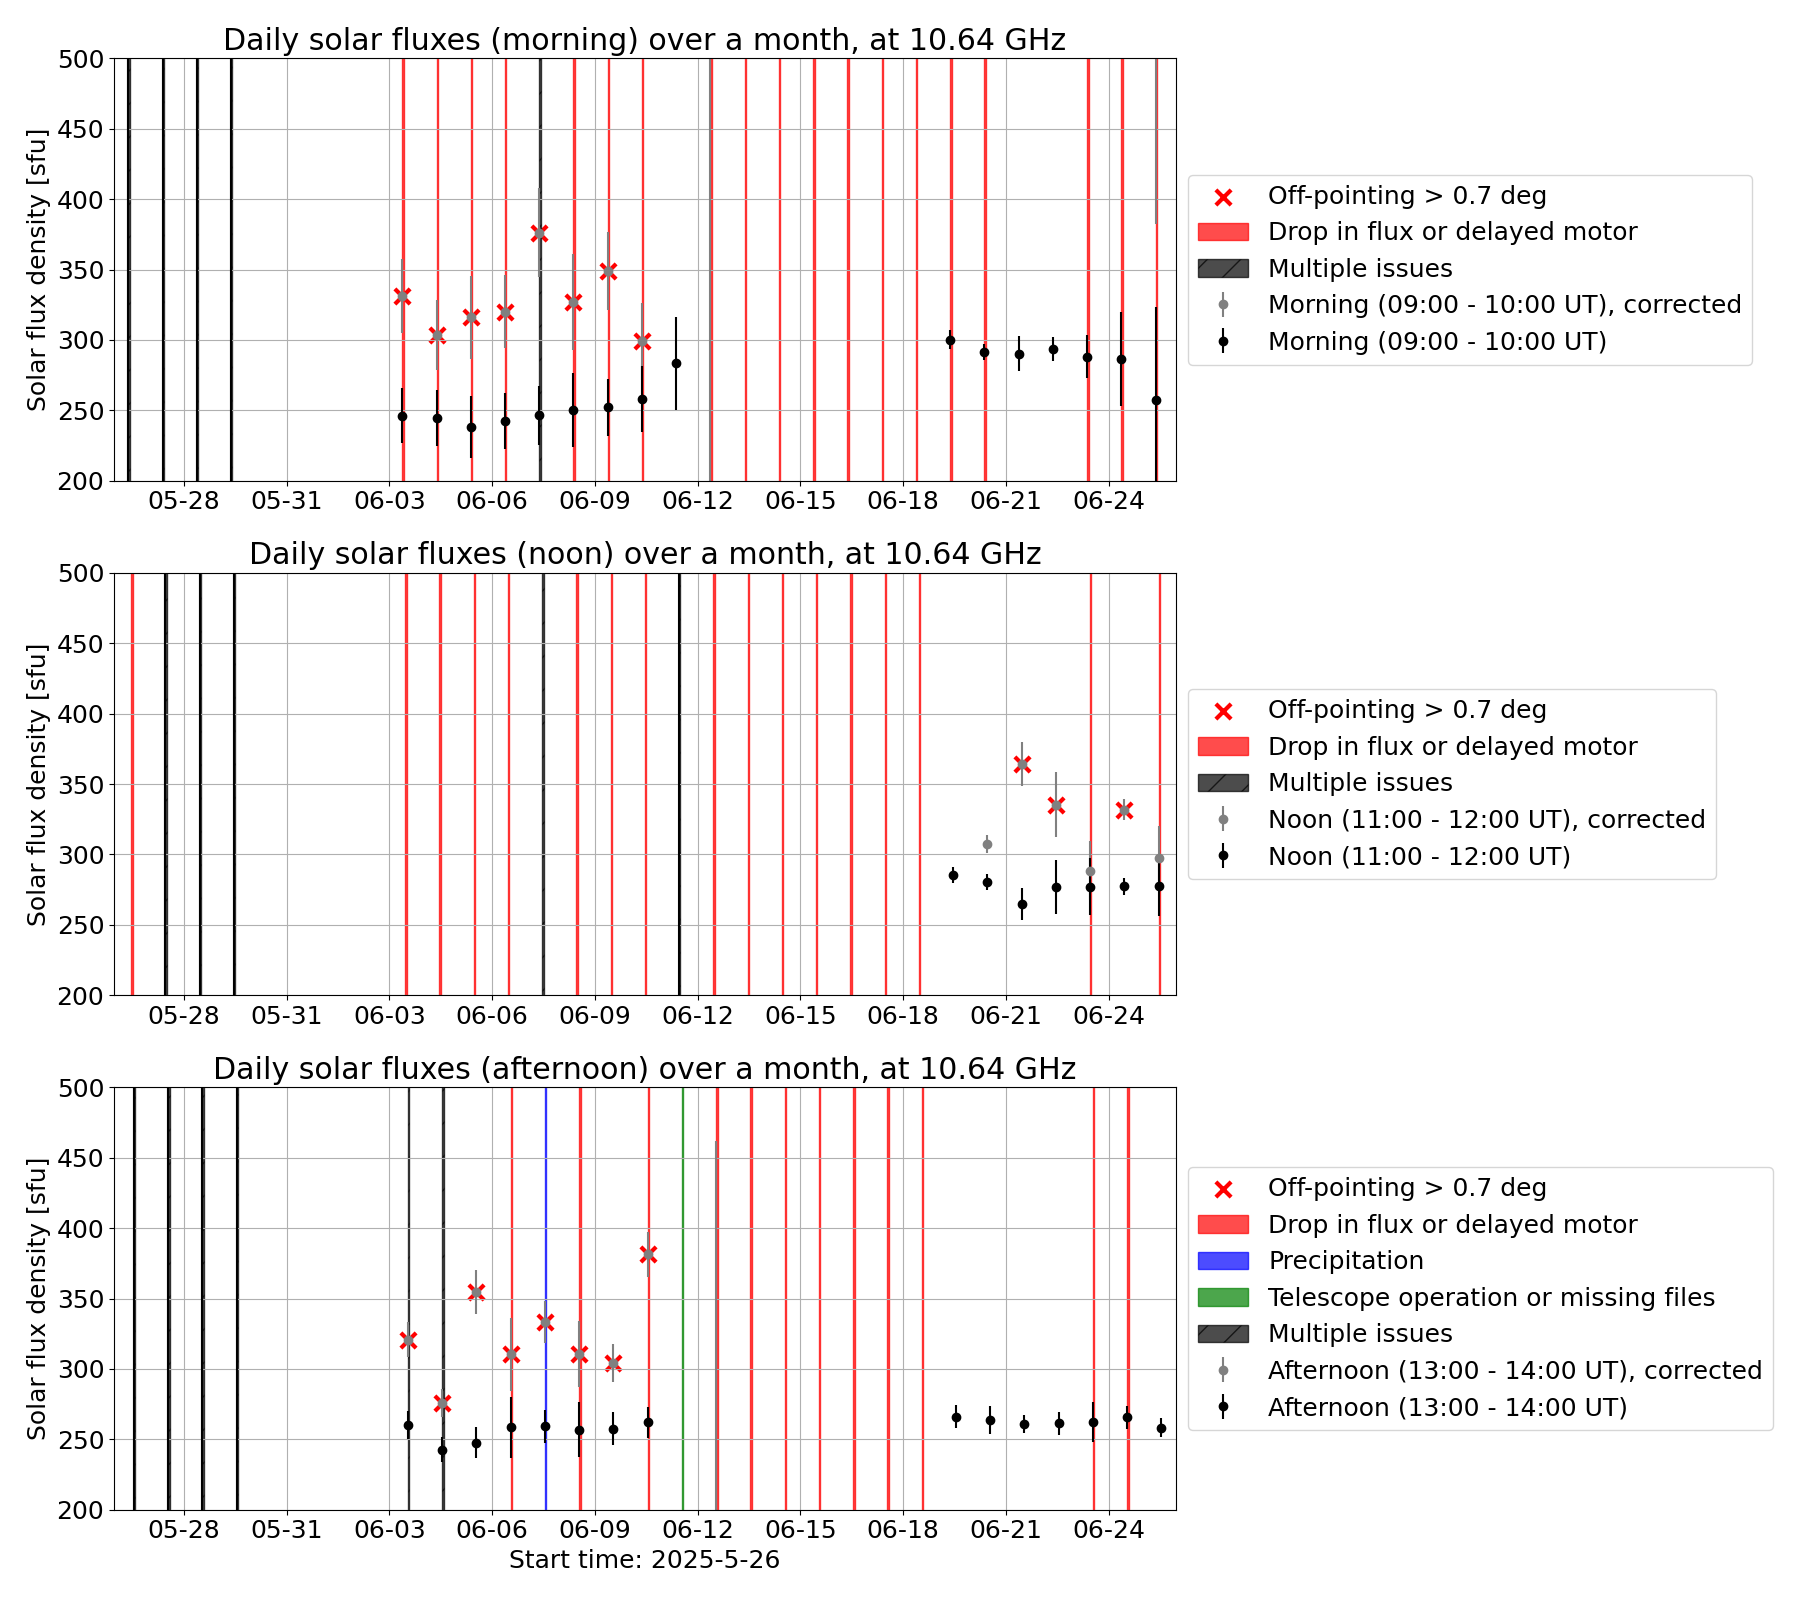 Daily solar fluxes (morning) over a month, at 10.64 GHz
Solar flux density [sfu]
500
450
400
350
300
250
200
05-28 05-31 06-03 06-06 06-09 06-12 06-15 06-18 06-21 06-24
Off-pointing > 0.7 deg
Drop in flux or delayed motor
Multiple issues
Morning (09:00 - 10:00 UT), corrected
Morning (09:00 - 10:00 UT)
Daily solar fluxes (noon) over a month, at 10.64 GHz
Solar flux density [sfu]
500
450
400
350
300
250
200
05-28 05-31 06-03 06-06 06-09 06-12 06-15 06-18 06-21 06-24
Off-pointing > 0.7 deg
Drop in flux or delayed motor
Multiple issues
Noon (11:00 - 12:00 UT), corrected
Noon (11:00 - 12:00 UT)
Daily solar fluxes (afternoon) over a month, at 10.64 GHz
Solar flux density [sfu]
500
450
400
350
300
250
200
05-28 05-31 06-03 06-06 06-09 06-12 06-15 06-18 06-21 06-24
Start time: 2025-5-26
Off-pointing > 0.7 deg
Drop in flux or delayed motor
Precipitation
Telescope operation or missing files
Multiple issues
Afternoon (13:00 - 14:00 UT), corrected
Afternoon (13:00 - 14:00 UT)